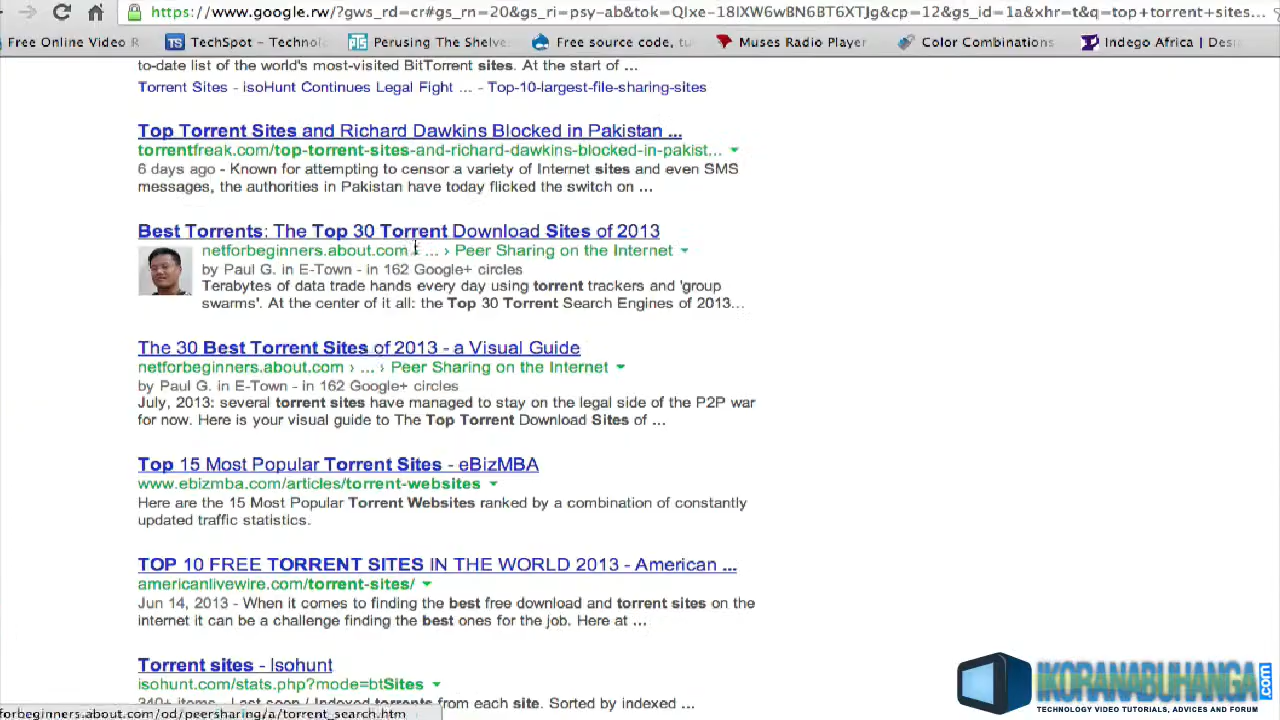 https://www.google.rw/?gws_rd=cr#gs_rn=20&gs_ri=psy-ab&tok=QIxe-18IXW6wBN6BT6XTJg&cp=12&gs_id=1a&xhr=t&q=top+torrent+sites...
Free Online Video R TechSpot - Technol Perusing The Shelve Free source code, tu Muses Radio Player Color Combinations Indego Africa | Desi
to-date list of the world's most-visited BitTorrent sites. At the start of ...
Torrent Sites - isoHunt Continues Legal Fight ... - Top-10-largest-file-sharing-sites
Top Torrent Sites and Richard Dawkins Blocked in Pakistan ...
torrentfreak.com/top-torrent-sites-and-richard-dawkins-blocked-in-pakist...
6 days ago - Known for attempting to censor a variety of Internet sites and even SMS
messages, the authorities in Pakistan have today flicked the switch on ...
Best Torrents: The Top 30 Torrent Download Sites of 2013
netforbeginners.about.com › ... › Peer Sharing on the Internet
by Paul G. in E-Town - in 162 Google+ circles
Terabytes of data trade hands every day using torrent trackers and 'group
swarms'. At the center of it all: the Top 30 Torrent Search Engines of 2013...
The 30 Best Torrent Sites of 2013 - a Visual Guide
netforbeginners.about.com › ... › Peer Sharing on the Internet
by Paul G. in E-Town - in 162 Google+ circles
July, 2013: several torrent sites have managed to stay on the legal side of the P2P war
for now. Here is your visual guide to The Top Torrent Download Sites of ...
Top 15 Most Popular Torrent Sites - eBizMBA
www.ebizmba.com/articles/torrent-websites
Here are the 15 Most Popular Torrent Websites ranked by a combination of constantly
updated traffic statistics.
TOP 10 FREE TORRENT SITES IN THE WORLD 2013 - American ...
americanlivewire.com/torrent-sites/
Jun 14, 2013 - When it comes to finding the best free download and torrent sites on the
internet it can be a challenge finding the best ones for the job. Here at ...
Torrent sites - Isohunt
isohunt.com/stats.php?mode=btSites
340+ items - Last seen / Indexed torrents from each site. Sorted by indexed ...
forbeginners.about.com/od/peersharing/a/torrent_search.htm
IKORANABUHANGA.com
TECHNOLOGY VIDEO TUTORIALS, ADVICES AND FORUM